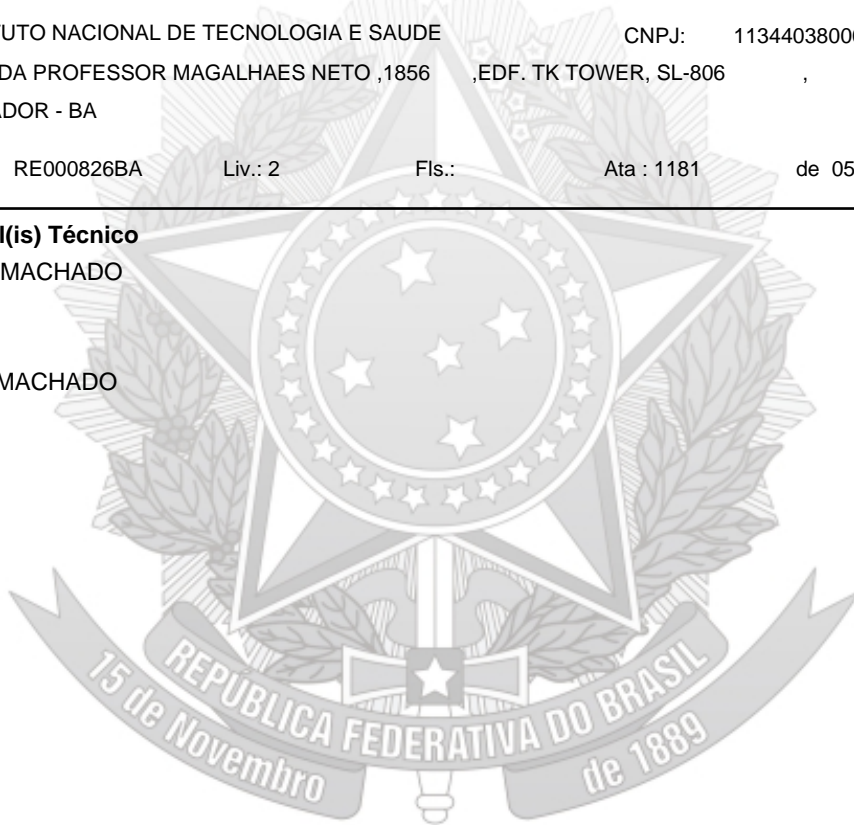 TUTO NACIONAL DE TECNOLOGIA E SAUDE CNPJ: 1134403800
DA PROFESSOR MAGALHAES NETO ,1856 ,EDF. TK TOWER, SL-806 ,
ADOR - BA
RE000826BA Liv.: 2 Fls.: Ata : 1181 de 05
l(is) Técnico
MACHADO
MACHADO
REPÚBLICA FEDERATIVA DO BRASIL
15 de Novembro de 1889